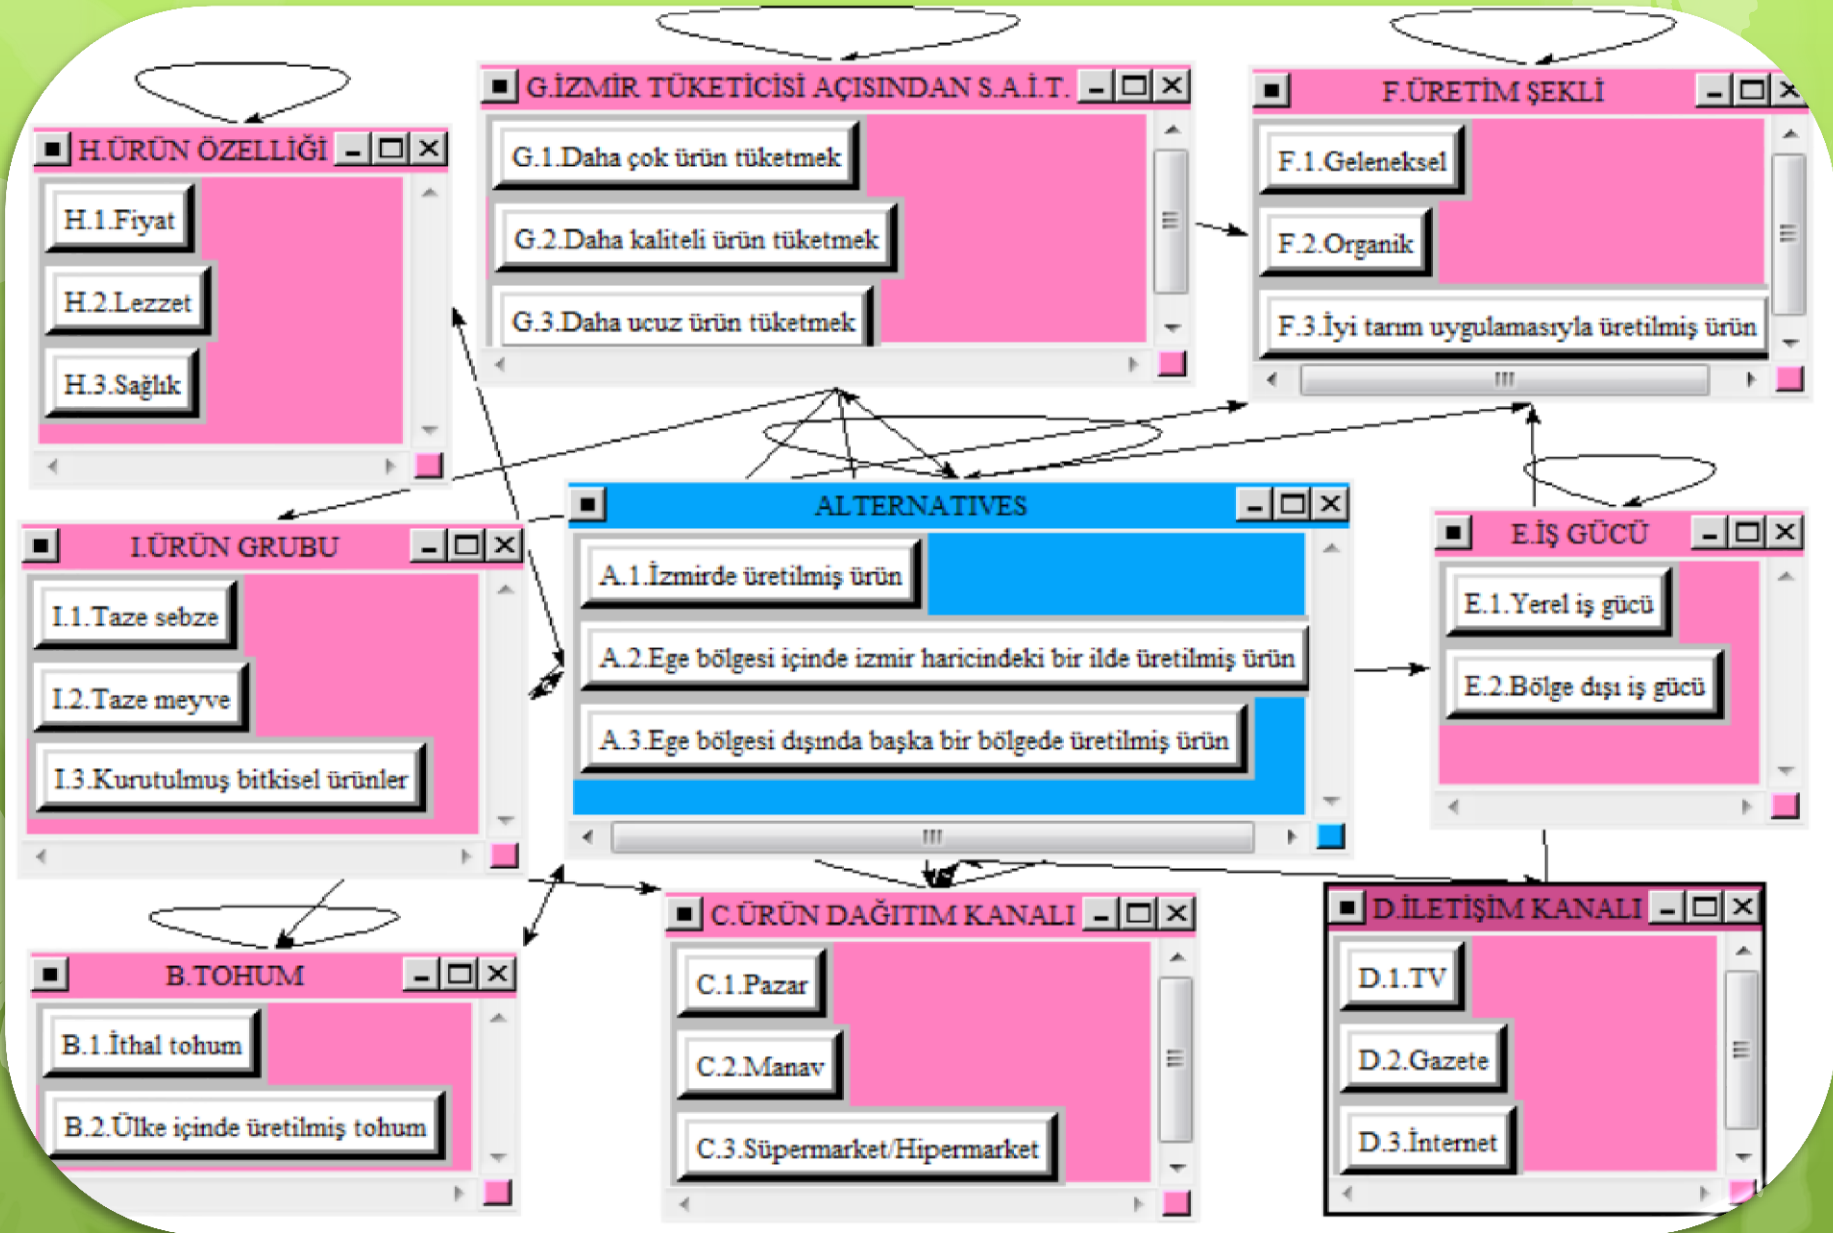 H.ÜRÜN ÖZELLİĞİ
H.1.Fiyat
H.2.Lezzet
H.3.Sağlık
G.İZMİR TÜKETİCİSİ AÇISINDAN S.A.İ.T.
G.1.Daha çok ürün tüketmek
G.2.Daha kaliteli ürün tüketmek
G.3.Daha ucuz ürün tüketmek
F.ÜRETİM ŞEKLİ
F.1.Geleneksel
F.2.Organik
F.3.İyi tarım uygulamasıyla üretilmiş ürün
I.ÜRÜN GRUBU
I.1.Taze sebze
I.2.Taze meyve
I.3.Kurutulmuş bitkisel ürünler
ALTERNATIVES
A.1.İzmirde üretilmiş ürün
A.2.Ege bölgesi içinde izmir haricindeki bir ilde üretilmiş ürün
A.3.Ege bölgesi dışında başka bir bölgede üretilmiş ürün
E.İŞ GÜCÜ
E.1.Yerel iş gücü
E.2.Bölge dışı iş gücü
B.TOHUM
B.1.İthal tohum
B.2.Ülke içinde üretilmiş tohum
C.ÜRÜN DAĞITIM KANALI
C.1.Pazar
C.2.Manav
C.3.Süpermarket/Hipermarket
D.İLETİŞİM KANALI
D.1.TV
D.2.Gazete
D.3.İnternet